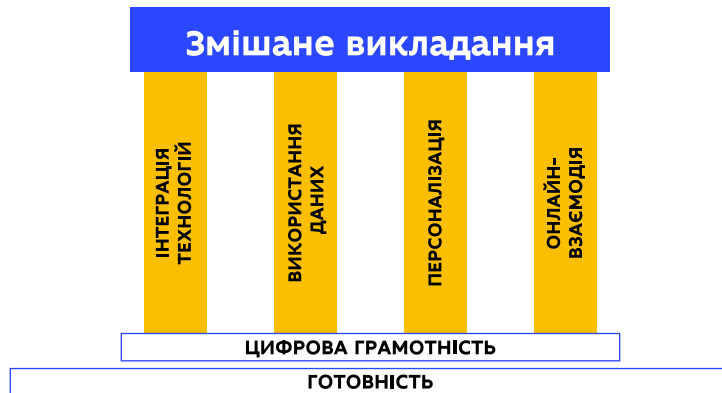 Змішане викладання
ІНТЕГРАЦІЯ
ТЕХНОЛОГІЙ
ВИКОРИСТАННЯ
ДАНИХ
ПЕРСОНАЛІЗАЦІЯ
ОНЛАЙН-
ВЗАЄМОДІЯ
ЦИФРОВА ГРАМОТНІСТЬ
ГОТОВНІСТЬ